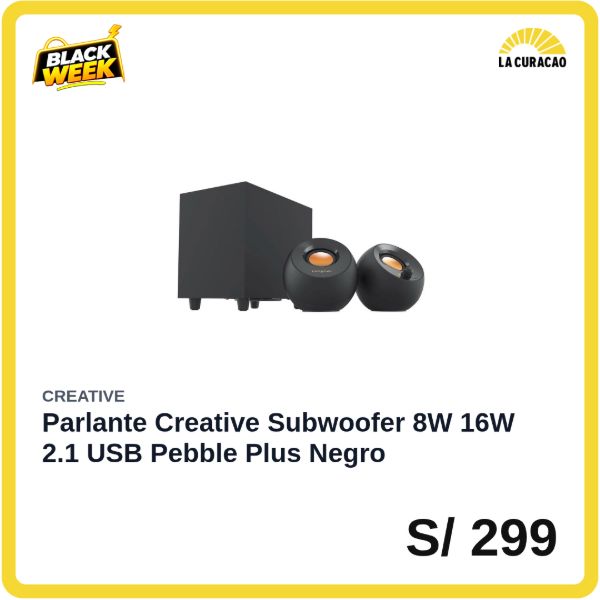 BLACK
WEEK
LA CURACAO
CREATIVE
Parlante Creative Subwoofer 8W 16W
2.1 USB Pebble Plus Negro
S/ 299